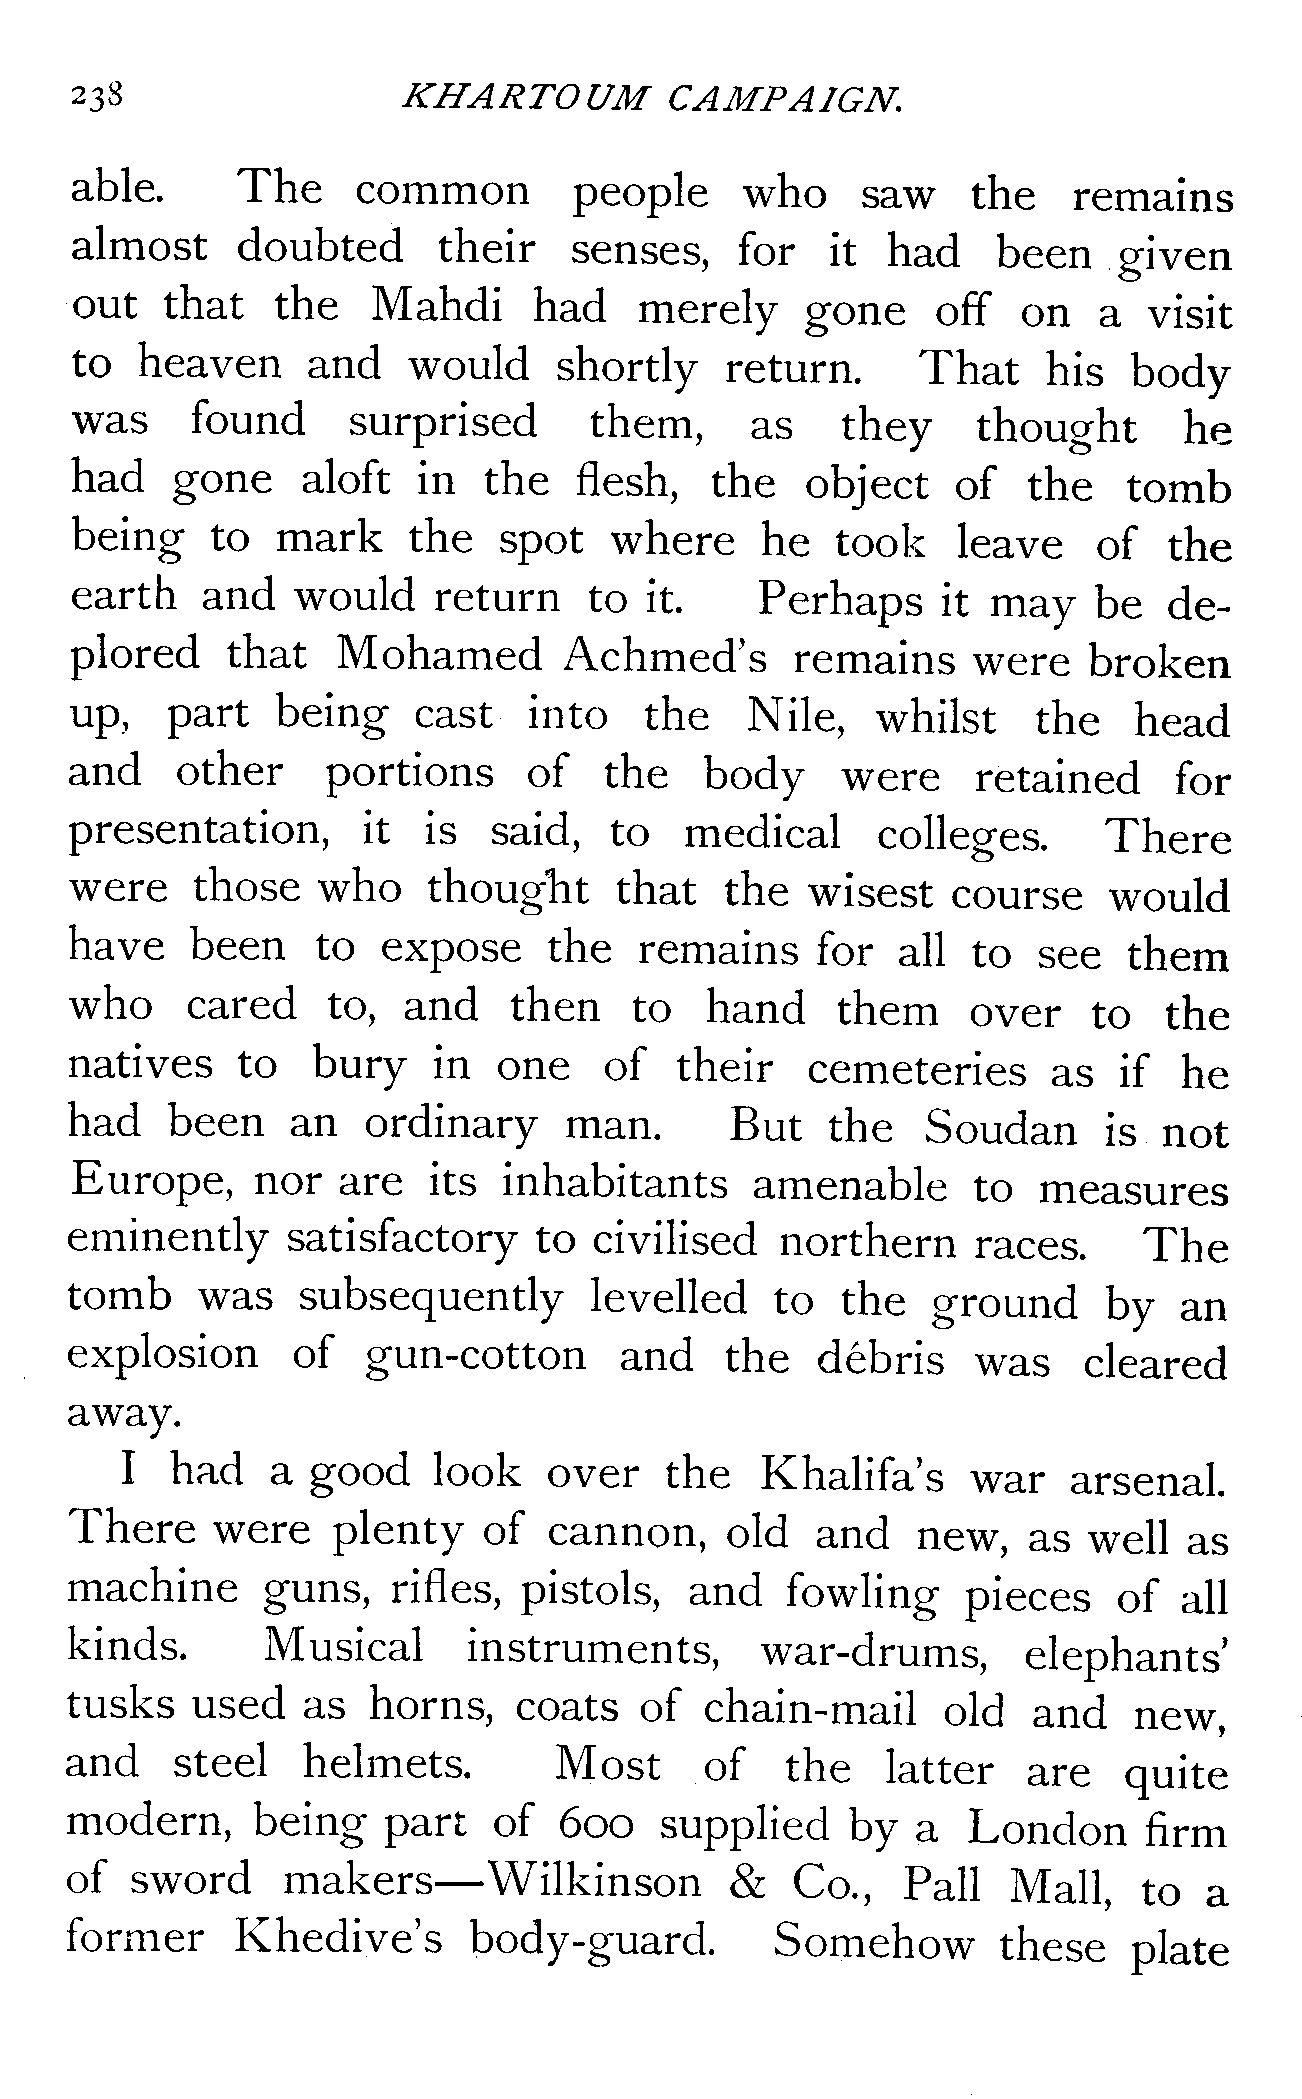 238 KHARTOUM CAMPAIGN.
able. The common people who saw the remains
almost doubted their senses, for it had been given
out that the Mahdi had merely gone off on a visit
to heaven and would shortly return. That his body
was found surprised them, as they thought he
had gone aloft in the flesh, the object of the tomb
being to mark the spot where he took leave of the
earth and would return to it. Perhaps it may be de-
plored that Mohamed Achmed's remains were broken
up, part being cast into the Nile, whilst the head
and other portions of the body were retained for
presentation, it is said, to medical colleges. There
were those who thought that the wisest course would
have been to expose the remains for all to see them
who cared to, and then to hand them over to the
natives to bury in one of their cemeteries as if he
had been an ordinary man. But the Soudan is not
Europe, nor are its inhabitants amenable to measures
eminently satisfactory to civilised northern races. The
tomb was subsequently levelled to the ground by an
explosion of gun-cotton and the débris was cleared
away.
I had a good look over the Khalifa's war arsenal.
There were plenty of cannon, old and new, as well as
machine guns, rifles, pistols, and fowling pieces of all
kinds. Musical instruments, war-drums, elephants'
tusks used as horns, coats of chain-mail old and new,
and steel helmets. Most of the latter are quite
modern, being part of 600 supplied by a London firm
of sword makers—Wilkinson & Co., Pall Mall, to a
former Khedive's body-guard. Somehow these plate